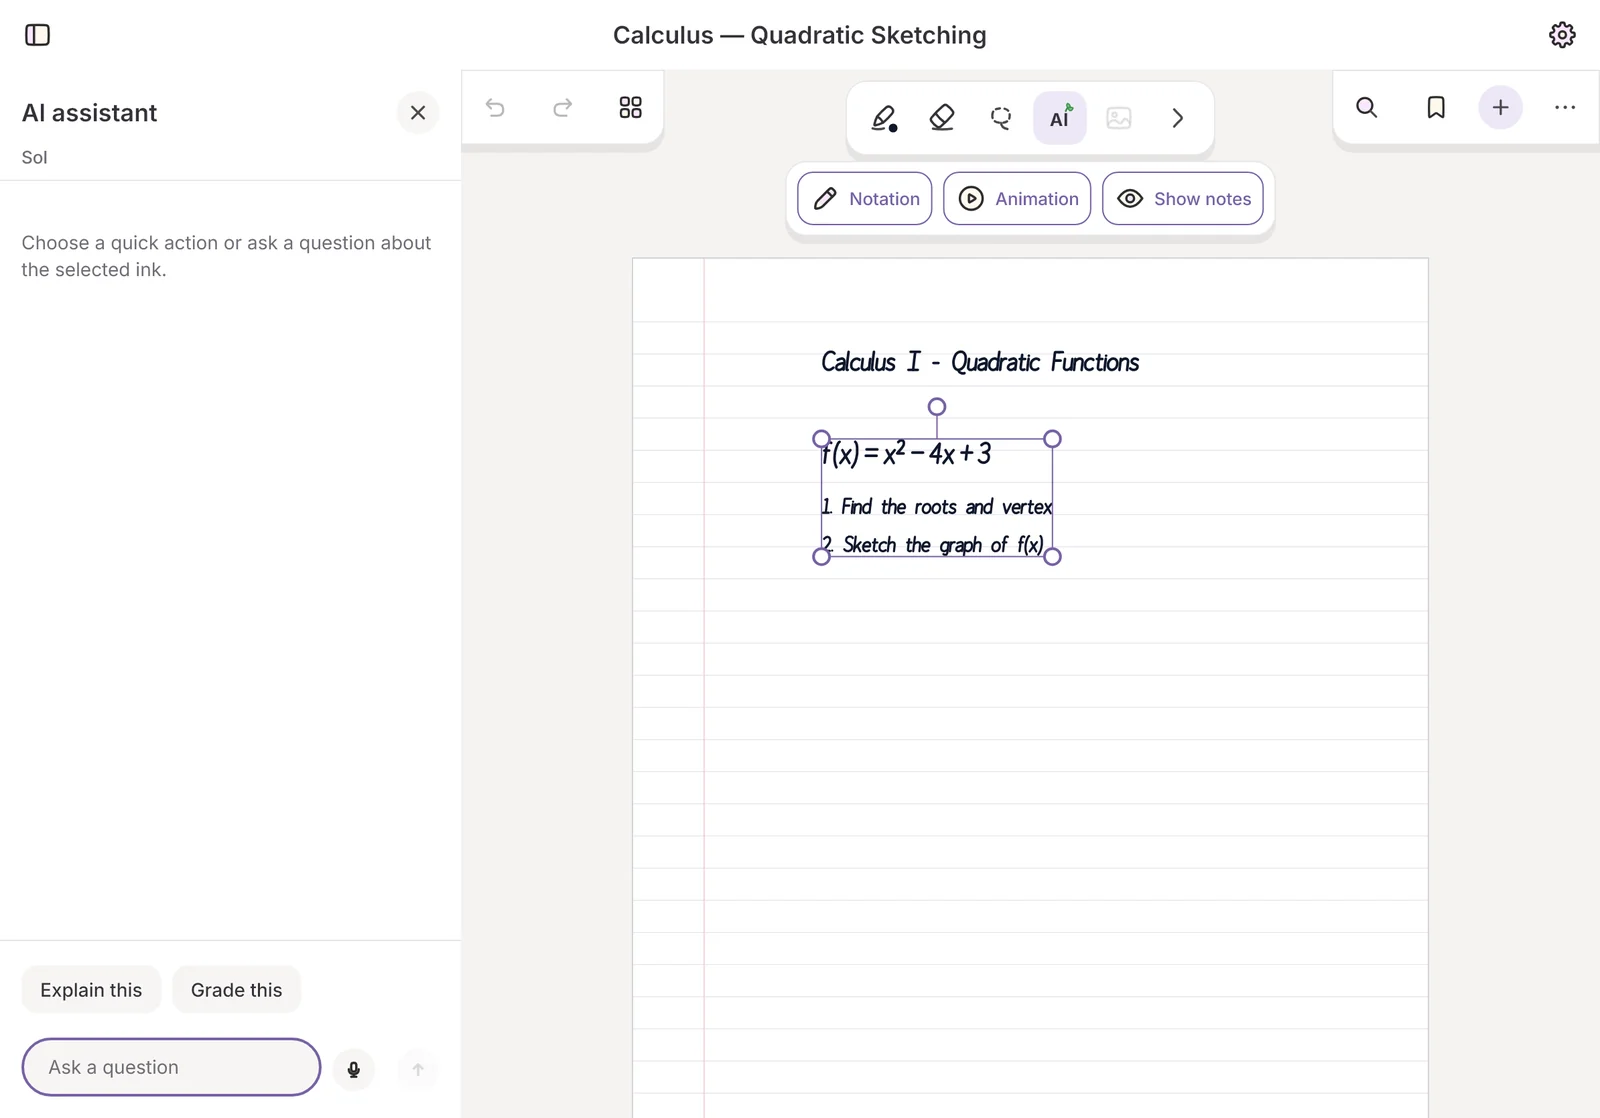 Calculus — Quadratic Sketching
AI assistant
Sol
Choose a quick action or ask a question about
the selected ink.
Explain this
Grade this
Ask a question
AI
Notation
Animation
Show notes
Calculus I - Quadratic Functions
f(x) = x² − 4x + 3
1. Find the roots and vertex
2. Sketch the graph of f(x)